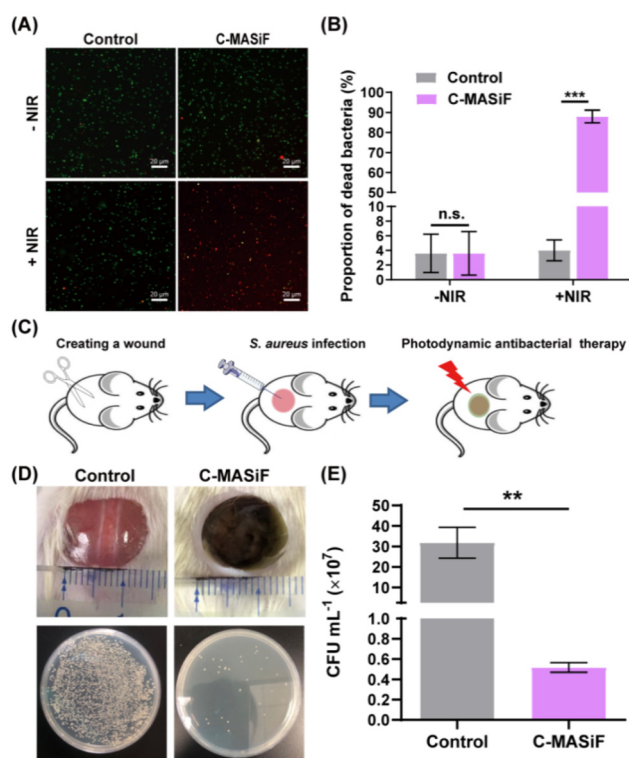 (A)
Control
C-MASiF
- NIR
20 μm
20 μm
+ NIR
20 μm
20 μm
(B)
Proportion of dead bacteria (%)
100
90
80
70
60
50
10
8
6
4
2
0
Control
C-MASiF
n.s.
***
-NIR
+NIR
(C)
Creating a wound
S. aureus infection
Photodynamic antibacterial therapy
(D)
Control
C-MASiF
0
1
(E)
CFU mL⁻¹ (×10⁷)
50
40
30
20
10
1.0
0.8
0.6
0.4
0.2
0.0
**
Control
C-MASiF